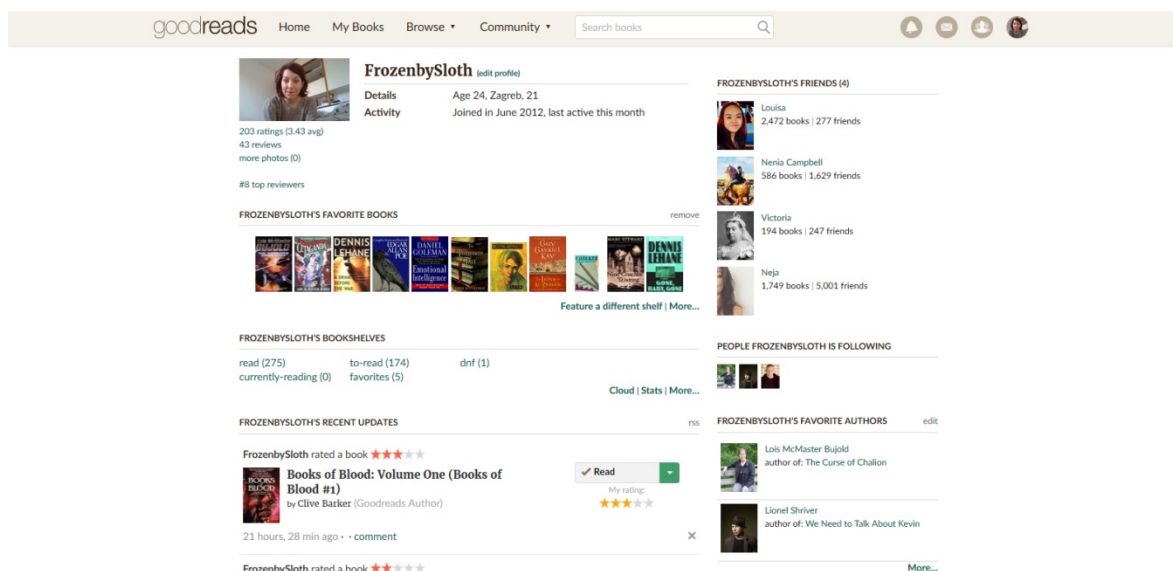 goodreads Home My Books Browse ▾ Community ▾ Search books
FrozenbySloth (edit profile)
Details Age 24, Zagreb, 21
Activity Joined in June 2012, last active this month
203 ratings (3.43 avg)
43 reviews
more photos (0)
#8 top reviewers
FROZENBYSLOTH'S FAVORITE BOOKS remove
BUJOLD
DENNIS
LEHANE
EDGAR
ALLAN
POE
DANIEL
GOLEMAN
Emotional
Intelligence
GUY
GAVRIEL
KAY
MARY STEWART
DENNIS
LEHANE
GONE,
BABY, GONE
Feature a different shelf | More...
FROZENBYSLOTH'S BOOKSHELVES
read (275) to-read (174) dnf (1)
currently-reading (0) favorites (5)
Cloud | Stats | More...
FROZENBYSLOTH'S RECENT UPDATES rss
FrozenbySloth rated a book ★★★★★
BOOKS
BLOOD
Books of Blood: Volume One (Books of
Blood #1)
by Clive Barker (Goodreads Author)
✓ Read
My rating:
★★★★★
21 hours, 28 min ago · · comment ×
FrozenbySloth rated a book ★★★★★
FROZENBYSLOTH'S FRIENDS (4)
Louisa
2,472 books | 277 friends
Nenia Campbell
586 books | 1,629 friends
Victoria
194 books | 247 friends
Neja
1,749 books | 5,001 friends
PEOPLE FROZENBYSLOTH IS FOLLOWING
FROZENBYSLOTH'S FAVORITE AUTHORS edit
Lois McMaster Bujold
author of: The Curse of Chalion
Lionel Shriver
author of: We Need to Talk About Kevin
More...